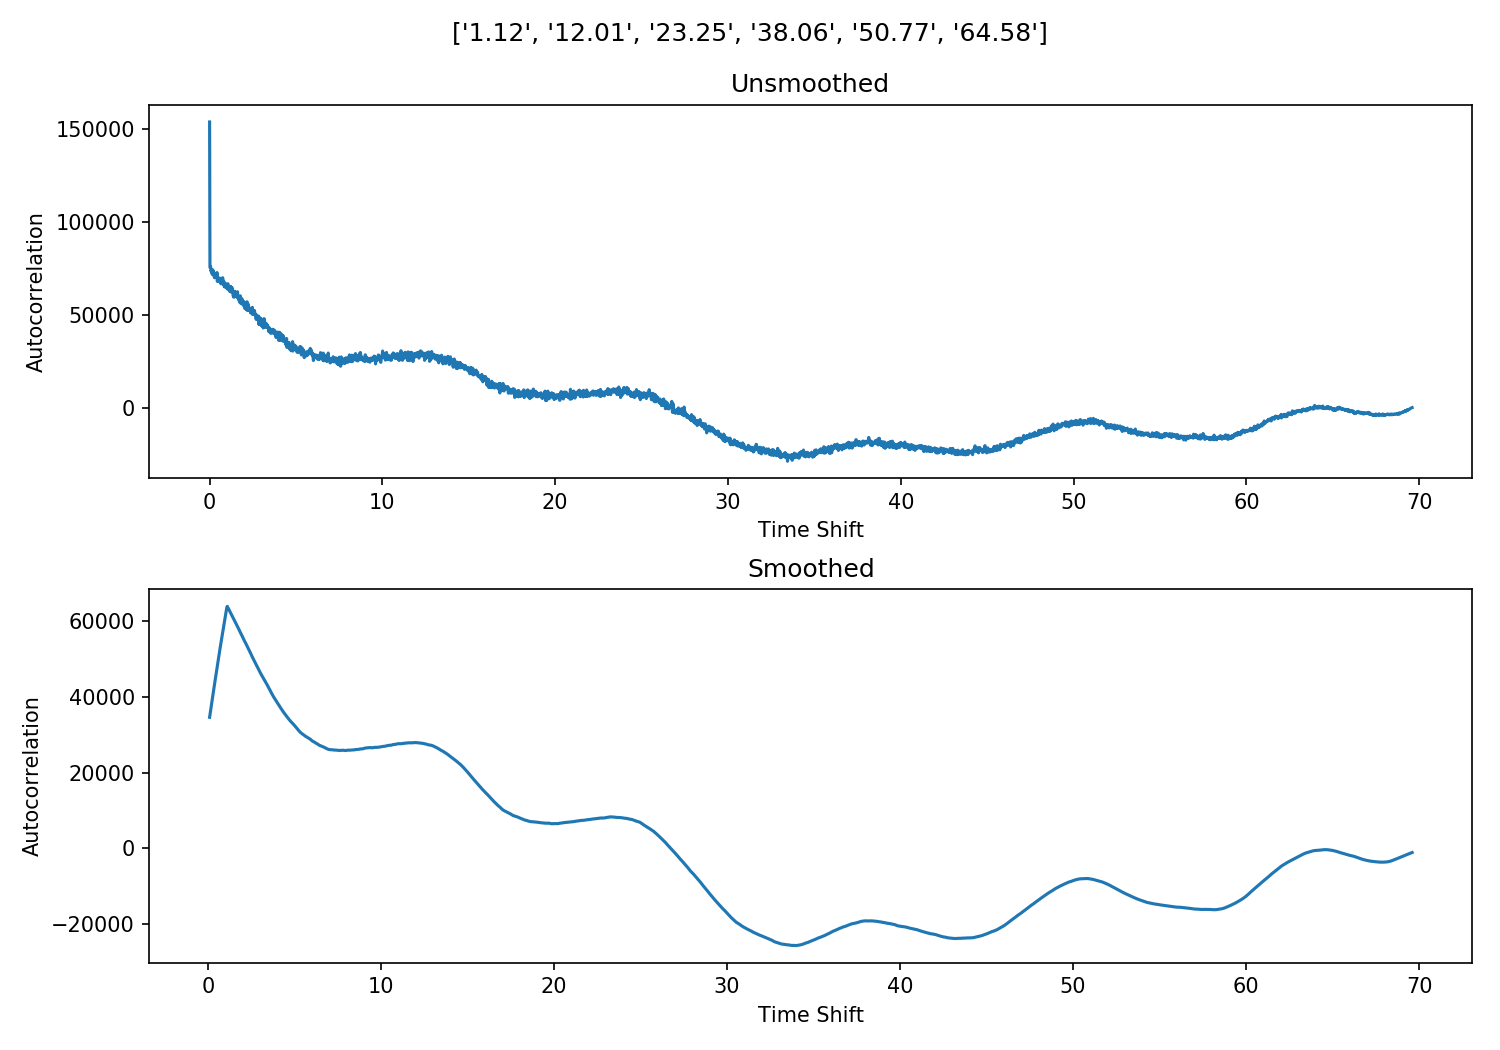 ['1.12', '12.01', '23.25', '38.06', '50.77', '64.58']
Unsmoothed
150000
100000
50000
0
Autocorrelation
0 10 20 30 40 50 60 70
Time Shift
Smoothed
60000
40000
20000
0
−20000
Autocorrelation
0 10 20 30 40 50 60 70
Time Shift